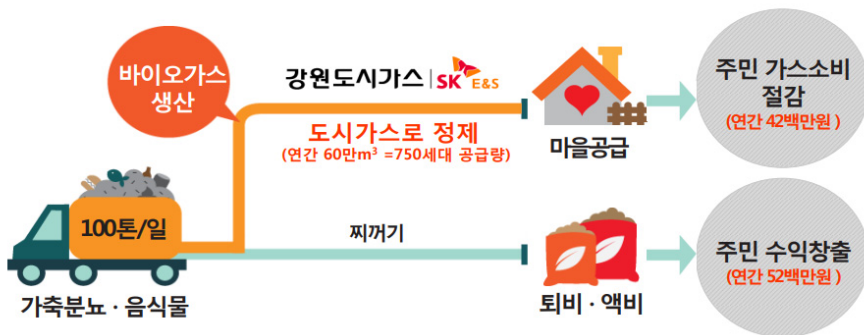 바이오가스
생산
강원도시가스 | SK E&S
도시가스로 정제
(연간 60만m³ =750세대 공급량)
마을공급
주민 가스소비
절감
(연간 42백만원 )
100톤/일
가축분뇨 · 음식물
찌꺼기
퇴비 · 액비
주민 수익창출
(연간 52백만원 )